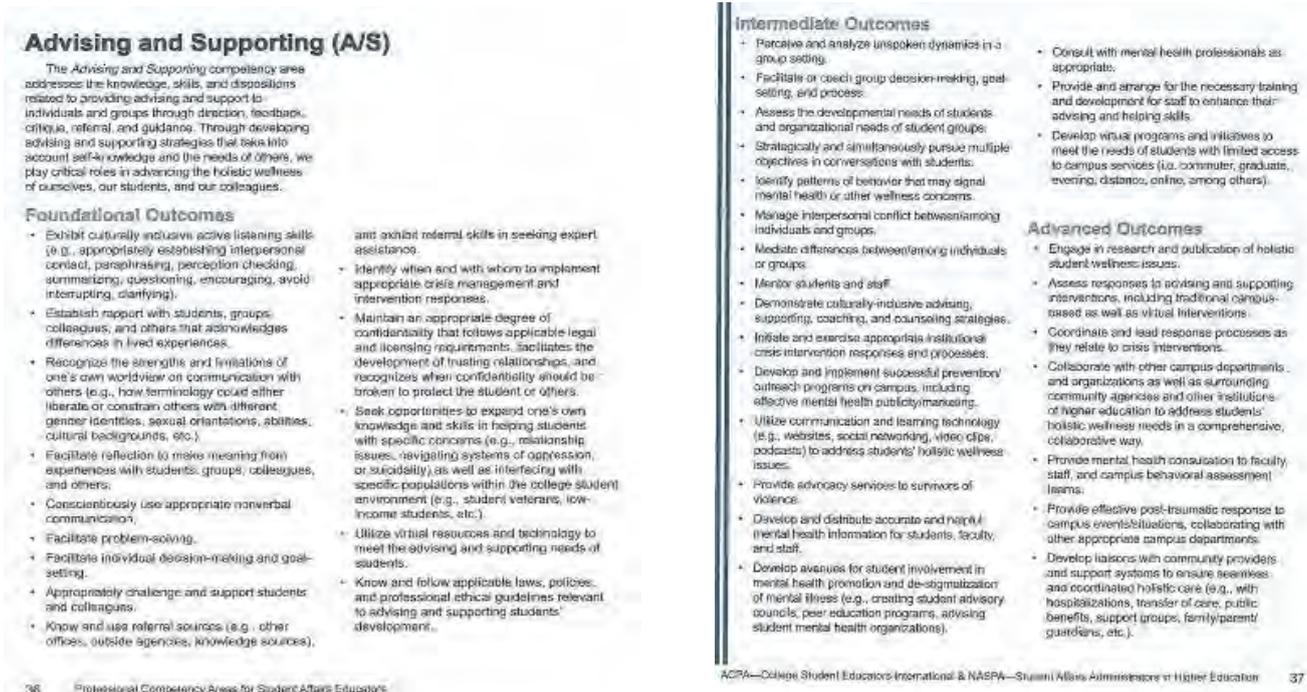 Advising and Supporting (A/S)
The Advising and Supporting competency area
addresses the knowledge, skills, and dispositions
related to providing advising and support to
individuals and groups through direction, feedback,
critique, referral, and guidance. Through developing
advising and supporting strategies that take into
account self-knowledge and the needs of others, we
play critical roles in advancing the holistic wellness
of ourselves, our students, and our colleagues.
Foundational Outcomes
• Exhibit culturally inclusive active listening skills
(e.g., appropriately establishing interpersonal
contact, paraphrasing, perception checking,
summarizing, questioning, encouraging, avoid
interrupting, clarifying).
• Establish rapport with students, groups,
colleagues, and others that acknowledges
differences in lived experiences.
• Recognize the strengths and limitations of
one's own worldview on communication with
others (e.g., how terminology could either
liberate or constrain others with different
gender identities, sexual orientations, abilities,
cultural backgrounds, etc.)
• Facilitate reflection to make meaning from
experiences with students, groups, colleagues,
and others.
• Conscientiously use appropriate nonverbal
communication.
• Facilitate problem-solving.
• Facilitate individual decision-making and goal-
setting.
• Appropriately challenge and support students
and colleagues.
• Know and use referral sources (e.g., other
offices, outside agencies, knowledge sources),
and exhibit referral skills in seeking expert
assistance.
• Identify when and with whom to implement
appropriate crisis management and
intervention responses.
• Maintain an appropriate degree of
confidentiality that follows applicable legal
and licensing requirements, facilitates the
development of trusting relationships, and
recognizes when confidentiality should be
broken to protect the student or others.
• Seek opportunities to expand one's own
knowledge and skills in helping students
with specific concerns (e.g., relationship
issues, navigating systems of oppression,
or suicidality) as well as interfacing with
specific populations within the college student
environment (e.g., student veterans, low-
income students, etc.).
• Utilize virtual resources and technology to
meet the advising and supporting needs of
students.
• Know and follow applicable laws, policies,
and professional ethical guidelines relevant
to advising and supporting students'
development.
36 Professional Competency Areas for Student Affairs Educators
Intermediate Outcomes
• Perceive and analyze unspoken dynamics in a
group setting.
• Facilitate or coach group decision-making, goal-
setting, and process.
• Assess the developmental needs of students
and organizational needs of student groups.
• Strategically and simultaneously pursue multiple
objectives in conversations with students.
• Identify patterns of behavior that may signal
mental health or other wellness concerns.
• Manage interpersonal conflict between/among
individuals and groups.
• Mediate differences between/among individuals
or groups.
• Mentor students and staff.
• Demonstrate culturally-inclusive advising,
supporting, coaching, and counseling strategies.
• Initiate and exercise appropriate institutional
crisis intervention responses and processes.
• Develop and implement successful prevention/
outreach programs on campus, including
effective mental health publicity/marketing.
• Utilize communication and learning technology
(e.g., websites, social networking, video clips,
podcasts) to address students' holistic wellness
issues.
• Provide advocacy services to survivors of
violence.
• Develop and distribute accurate and helpful
mental health information for students, faculty,
and staff.
• Develop avenues for student involvement in
mental health promotion and de-stigmatization
of mental illness (e.g., creating student advisory
councils, peer education programs, advising
student mental health organizations).
• Consult with mental health professionals as
appropriate.
• Provide and arrange for the necessary training
and development for staff to enhance their
advising and helping skills.
• Develop virtual programs and initiatives to
meet the needs of students with limited access
to campus services (i.e. commuter, graduate,
evening, distance, online, among others).
Advanced Outcomes
• Engage in research and publication of holistic
student wellness issues.
• Assess responses to advising and supporting
interventions, including traditional campus-
based as well as virtual interventions.
• Coordinate and lead response processes as
they relate to crisis interventions.
• Collaborate with other campus departments
and organizations as well as surrounding
community agencies and other institutions
of higher education to address students'
holistic wellness needs in a comprehensive,
collaborative way.
• Provide mental health consultation to faculty,
staff, and campus behavioral assessment
teams.
• Provide effective post-traumatic response to
campus events/situations, collaborating with
other appropriate campus departments.
• Develop liaisons with community providers
and support systems to ensure seamless
and coordinated holistic care (e.g., with
hospitalizations, transfer of care, public
benefits, support groups, family/parent/
guardians, etc.).
ACPA—College Student Educators International & NASPA—Student Affairs Administrators in Higher Education 37